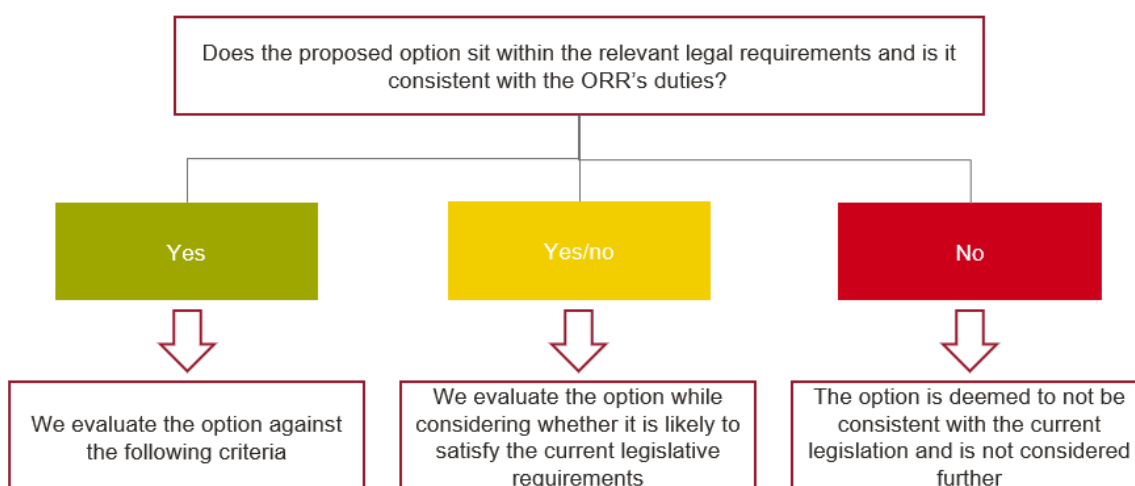 Does the proposed option sit within the relevant legal requirements and is it
consistent with the ORR's duties?
Yes
Yes/no
No
We evaluate the option against
the following criteria
We evaluate the option while
considering whether it is likely to
satisfy the current legislative
requirements
The option is deemed to not be
consistent with the current
legislation and is not considered
further